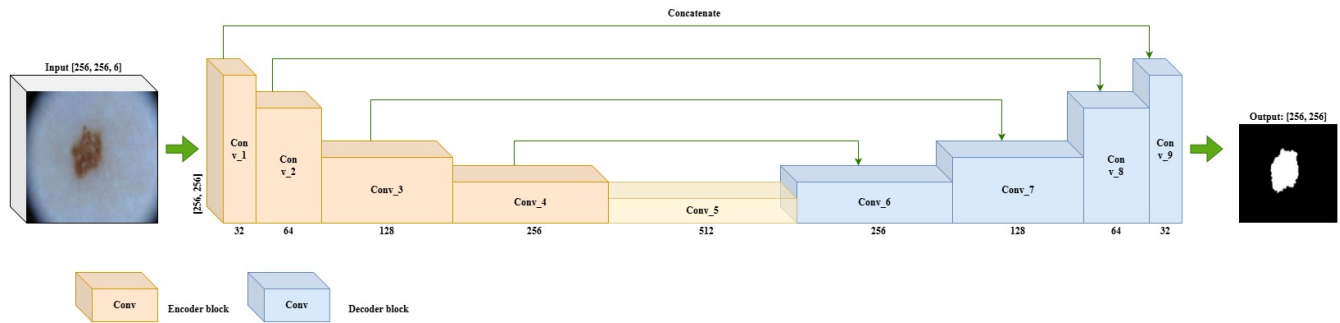 Concatenate
Input [256, 256, 6]
Output: [256, 256]
Con
v_1
Con
v_2
Conv_3
Conv_4
Conv_5
Conv_6
Conv_7
Con
v_8
Con
v_9
[256, 256]
32
64
128
256
512
256
128
64
32
Conv
Encoder block
Conv
Decoder block